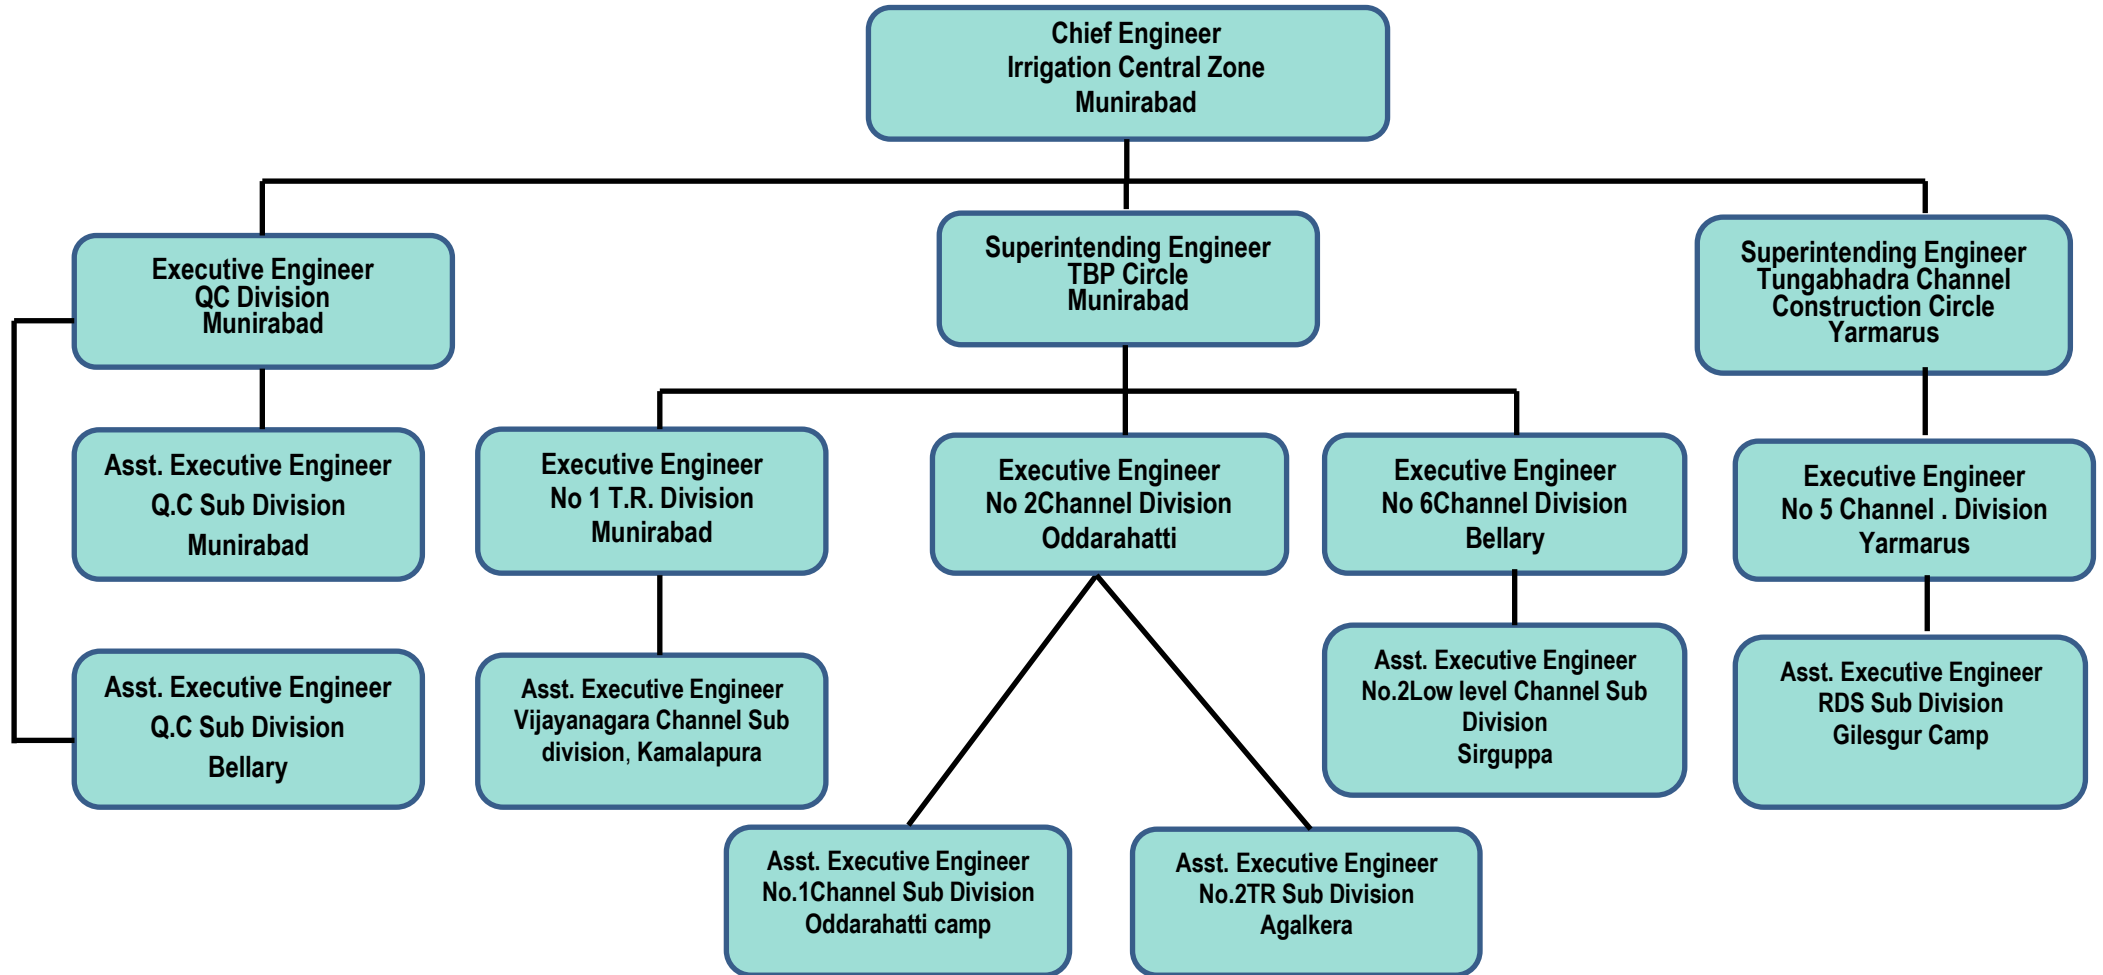 Chief Engineer
Irrigation Central Zone
Munirabad
Executive Engineer
QC Division
Munirabad
Superintending Engineer
TBP Circle
Munirabad
Superintending Engineer
Tungabhadra Channel
Construction Circle
Yarmarus
Asst. Executive Engineer
Q.C Sub Division
Munirabad
Executive Engineer
No 1 T.R. Division
Munirabad
Executive Engineer
No 2Channel Division
Oddarahatti
Executive Engineer
No 6Channel Division
Bellary
Executive Engineer
No 5 Channel . Division
Yarmarus
Asst. Executive Engineer
Q.C Sub Division
Bellary
Asst. Executive Engineer
Vijayanagara Channel Sub
division, Kamalapura
Asst. Executive Engineer
No.2Low level Channel Sub
Division
Sirguppa
Asst. Executive Engineer
RDS Sub Division
Gilesgur Camp
Asst. Executive Engineer
No.1Channel Sub Division
Oddarahatti camp
Asst. Executive Engineer
No.2TR Sub Division
Agalkera